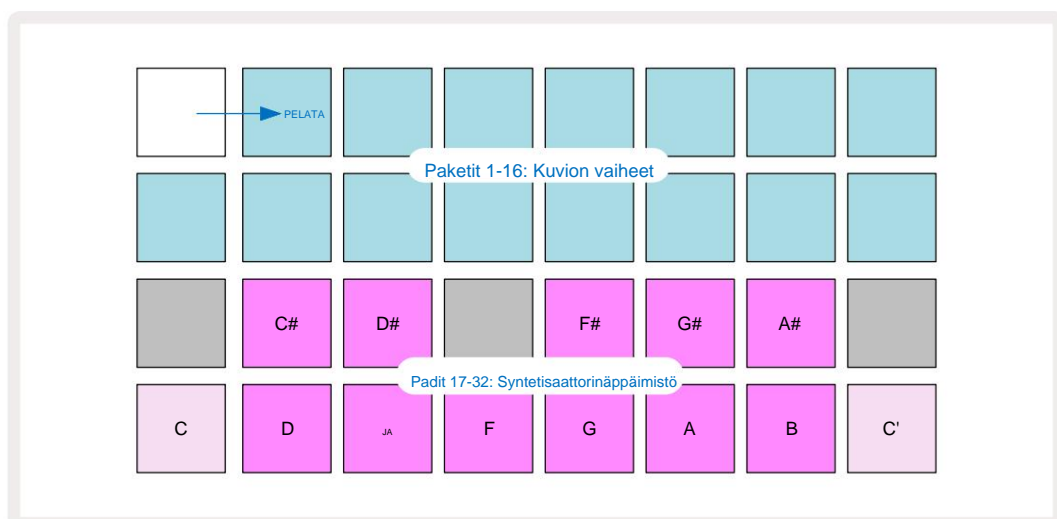 PELATA
Paketit 1-16: Kuvion vaiheet
C# D# F# G# A#
Padit 17-32: Syntetisaattorinäppäimistö
C D JA F G A B C'